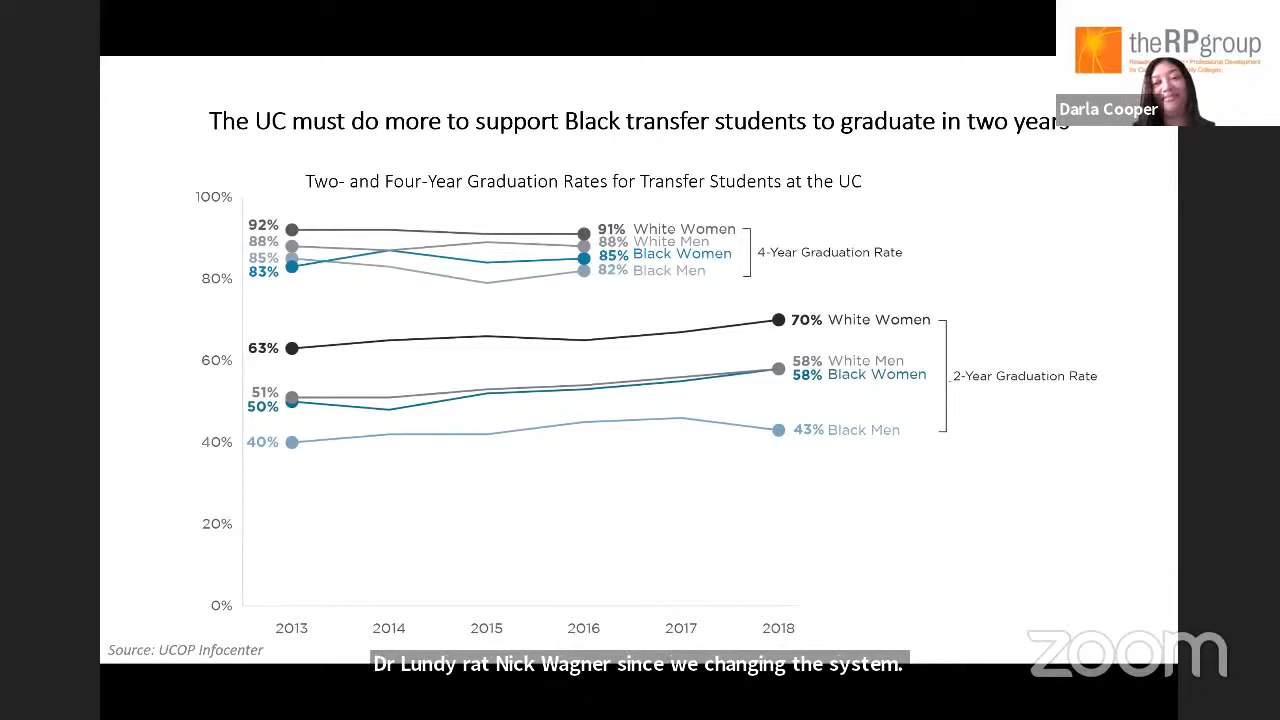 theRPgroup
Darla Cooper
The UC must do more to support Black transfer students to graduate in two years
Two- and Four-Year Graduation Rates for Transfer Students at the UC
100%
80%
60%
40%
20%
0%
92%
88%
85%
83%
91% White Women
88% White Men
85% Black Women
82% Black Men
4-Year Graduation Rate
63%
51%
50%
40%
70% White Women
58% White Men
58% Black Women
43% Black Men
2-Year Graduation Rate
2013 2014 2015 2016 2017 2018
Source: UCOP Infocenter
zoom
Dr Lundy rat Nick Wagner since we changing the system.